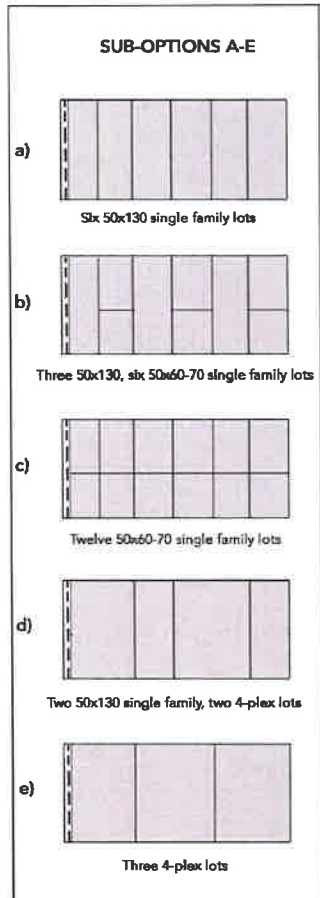 SUB-OPTIONS A-E
a)
Six 50x130 single family lots
b)
Three 50x130, six 50x60-70 single family lots
c)
Twelve 50x60-70 single family lots
d)
Two 50x130 single family, two 4-plex lots
e)
Three 4-plex lots